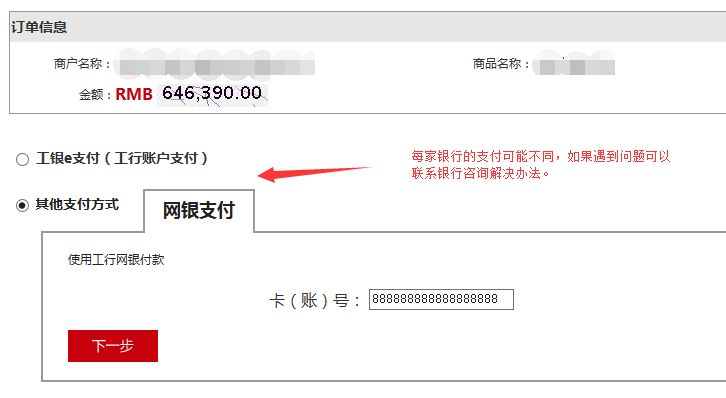 订单信息
商户名称： 商品名称：
金额：RMB 646,390.00
工银e支付（工行账户支付）
每家银行的支付可能不同，如果遇到问题可以
联系银行咨询解决办法。
其他支付方式 网银支付
使用工行网银付款
卡（账）号： 888888888888888888
下一步